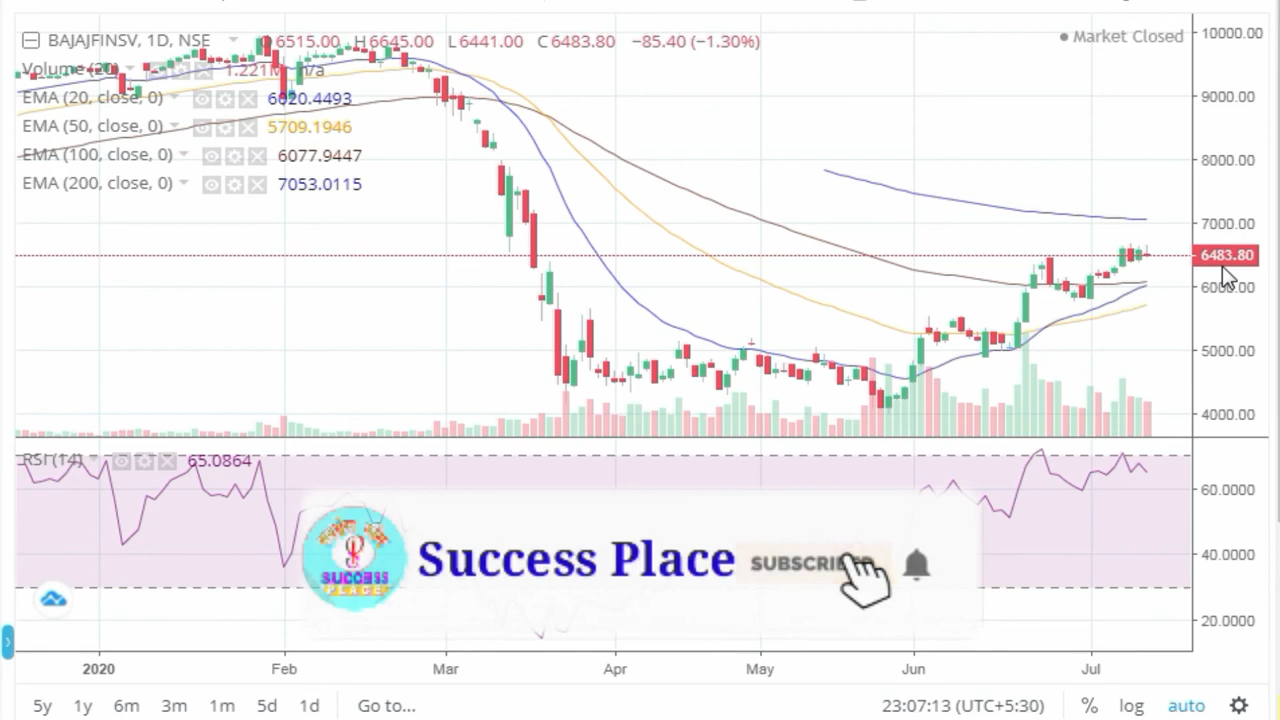 BAJAJFINSV, 1D, NSE O6515.00 H6645.00 L6441.00 C6483.80 −85.40 (−1.30%)
Market Closed
Volume (20) 1.221M n/a
EMA (20, close, 0) 6020.4493
EMA (50, close, 0) 5709.1946
EMA (100, close, 0) 6077.9447
EMA (200, close, 0) 7053.0115
10000.00
9000.00
8000.00
7000.00
6483.80
6000.00
5000.00
4000.00
RSI (14) 65.0864
60.0000
40.0000
20.0000
SUCCESS
PLACE
Success Place
SUBSCRIBED
2020 Feb Mar Apr May Jun Jul
5y 1y 6m 3m 1m 5d 1d Go to... 23:07:13 (UTC+5:30) % log auto